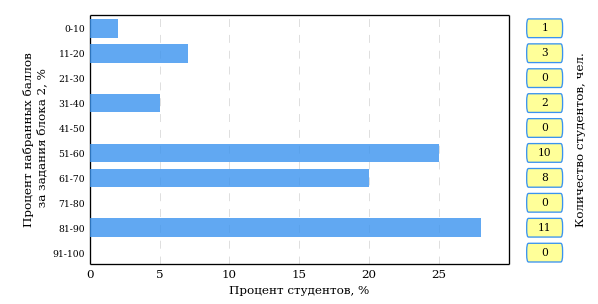 Процент набранных баллов
за задания блока 2, %
0-10 1
11-20 3
21-30 0
31-40 2
41-50 0
51-60 10
61-70 8
71-80 0
81-90 11
91-100 0
Количество студентов, чел.
0 5 10 15 20 25
Процент студентов, %